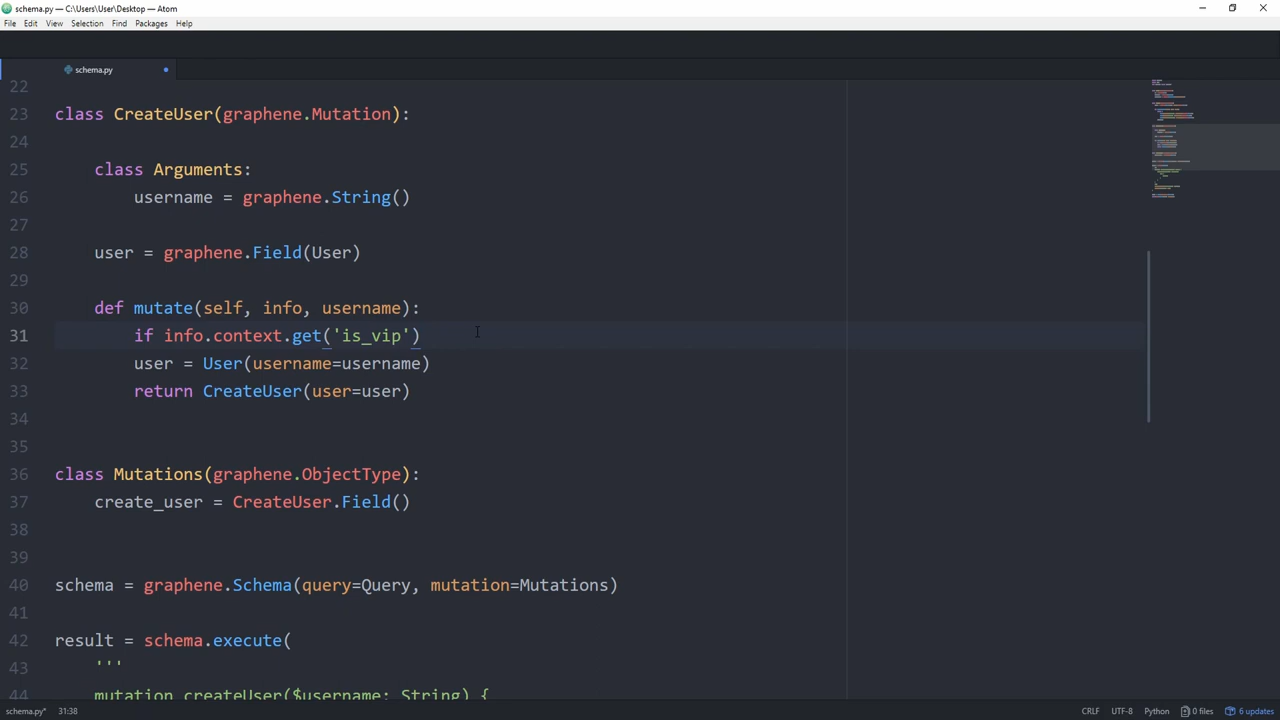 schema.py — C:\Users\User\Desktop — Atom
File Edit View Selection Find Packages Help
schema.py
22
23 class CreateUser(graphene.Mutation):
24
25     class Arguments:
26         username = graphene.String()
27
28     user = graphene.Field(User)
29
30     def mutate(self, info, username):
31         if info.context.get('is_vip')
32         user = User(username=username)
33         return CreateUser(user=user)
34
35
36 class Mutations(graphene.ObjectType):
37     create_user = CreateUser.Field()
38
39
40 schema = graphene.Schema(query=Query, mutation=Mutations)
41
42 result = schema.execute(
43     '''
44     mutation createUser($username: String) {
schema.py* 31:38 CRLF UTF-8 Python 0 files 6 updates